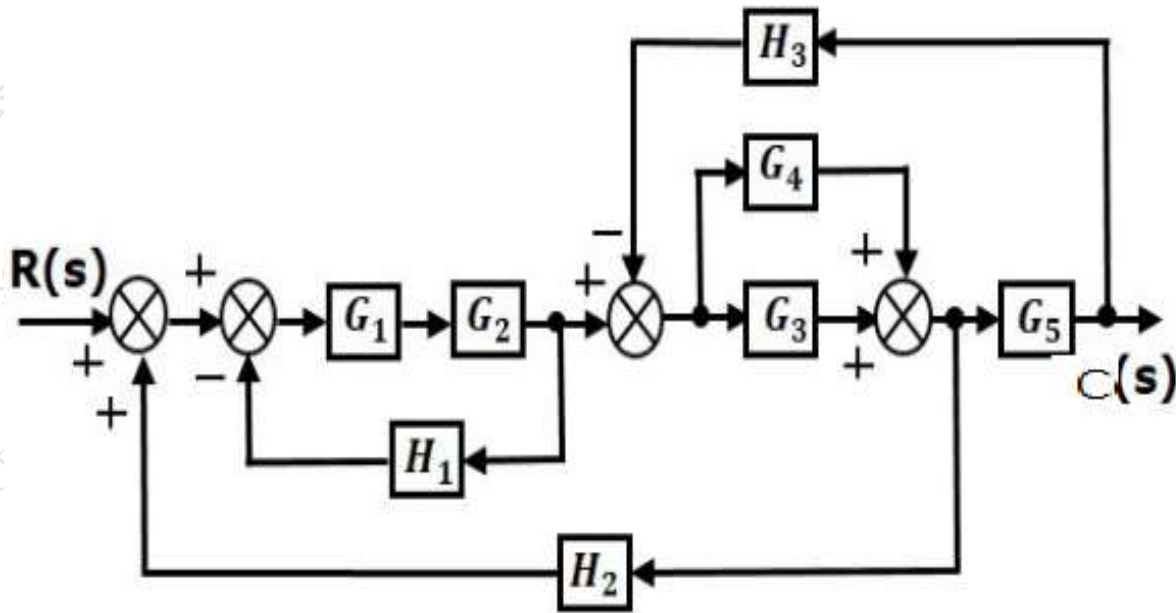 H₃
G₄
−
R(s) + + +
G₁ G₂ G₃ G₅
+ − + C(s)
+
H₁
H₂